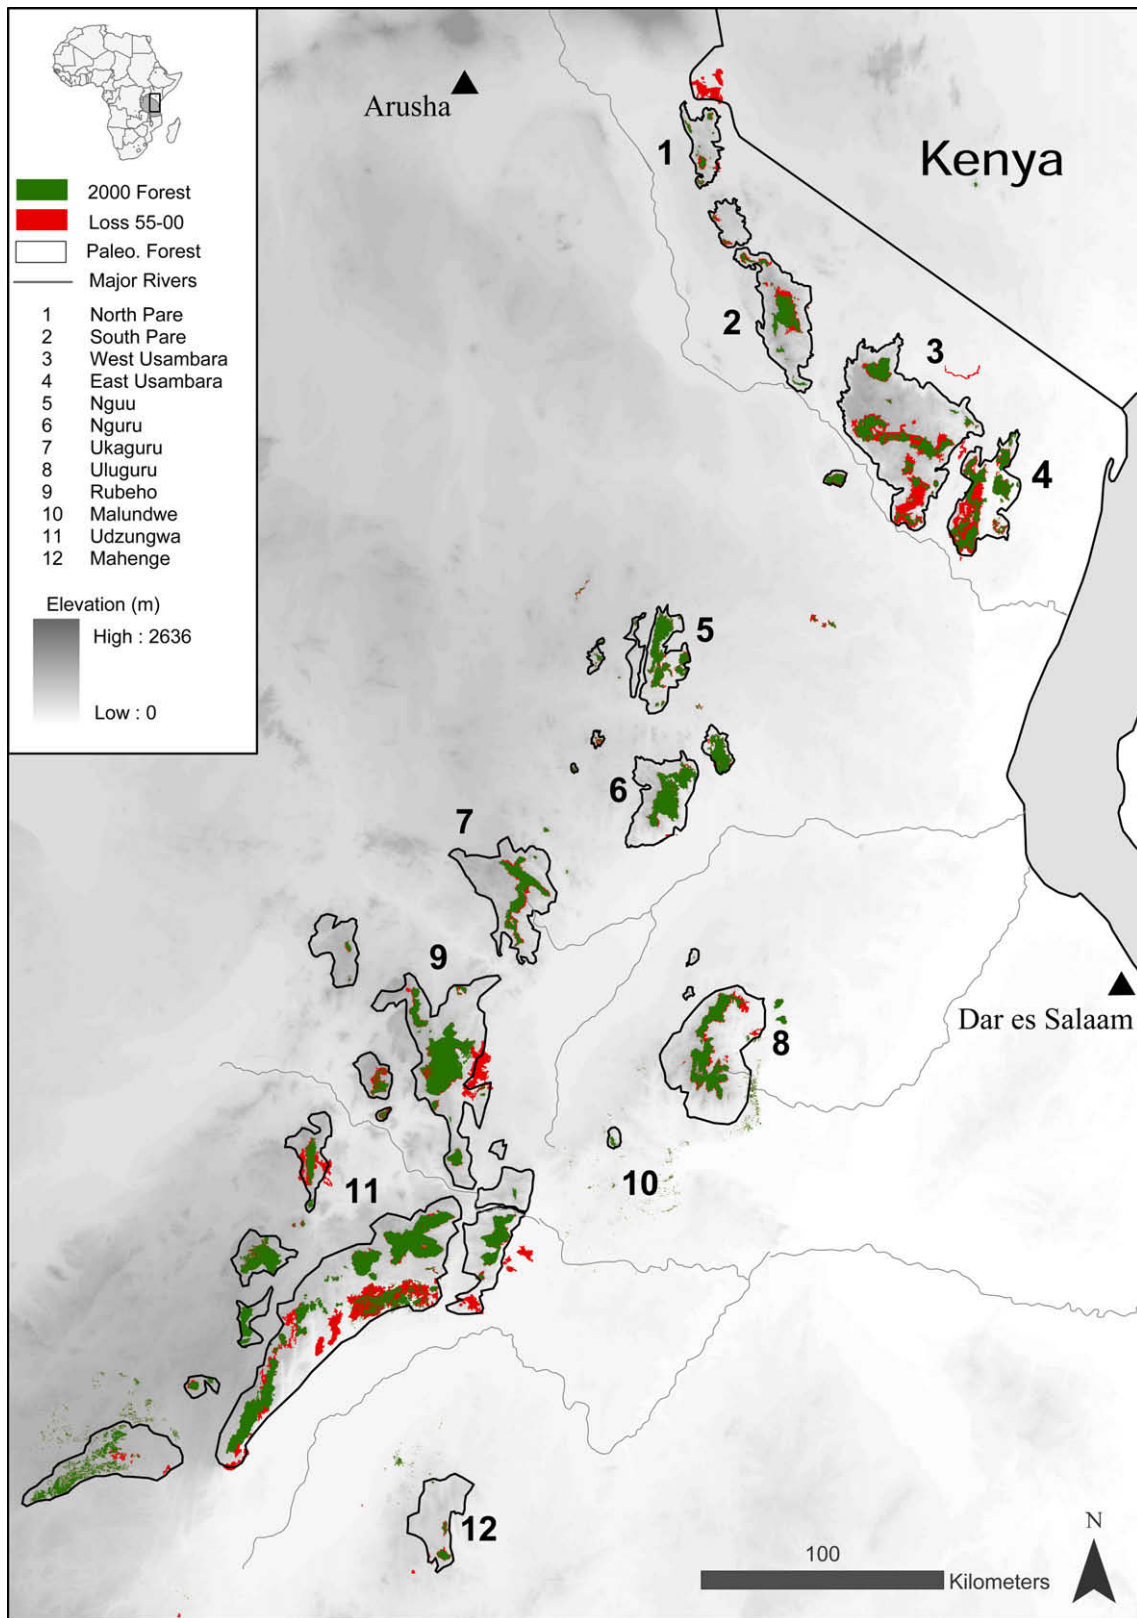 2000 Forest
Loss 55-00
Paleo. Forest
Major Rivers
1 North Pare
2 South Pare
3 West Usambara
4 East Usambara
5 Nguu
6 Nguru
7 Ukaguru
8 Uluguru
9 Rubeho
10 Malundwe
11 Udzungwa
12 Mahenge
Elevation (m)
High : 2636
Low : 0
Arusha
Kenya
1
2
3
4
5
6
7
9
8
Dar es Salaam
10
11
12
100
Kilometers
N